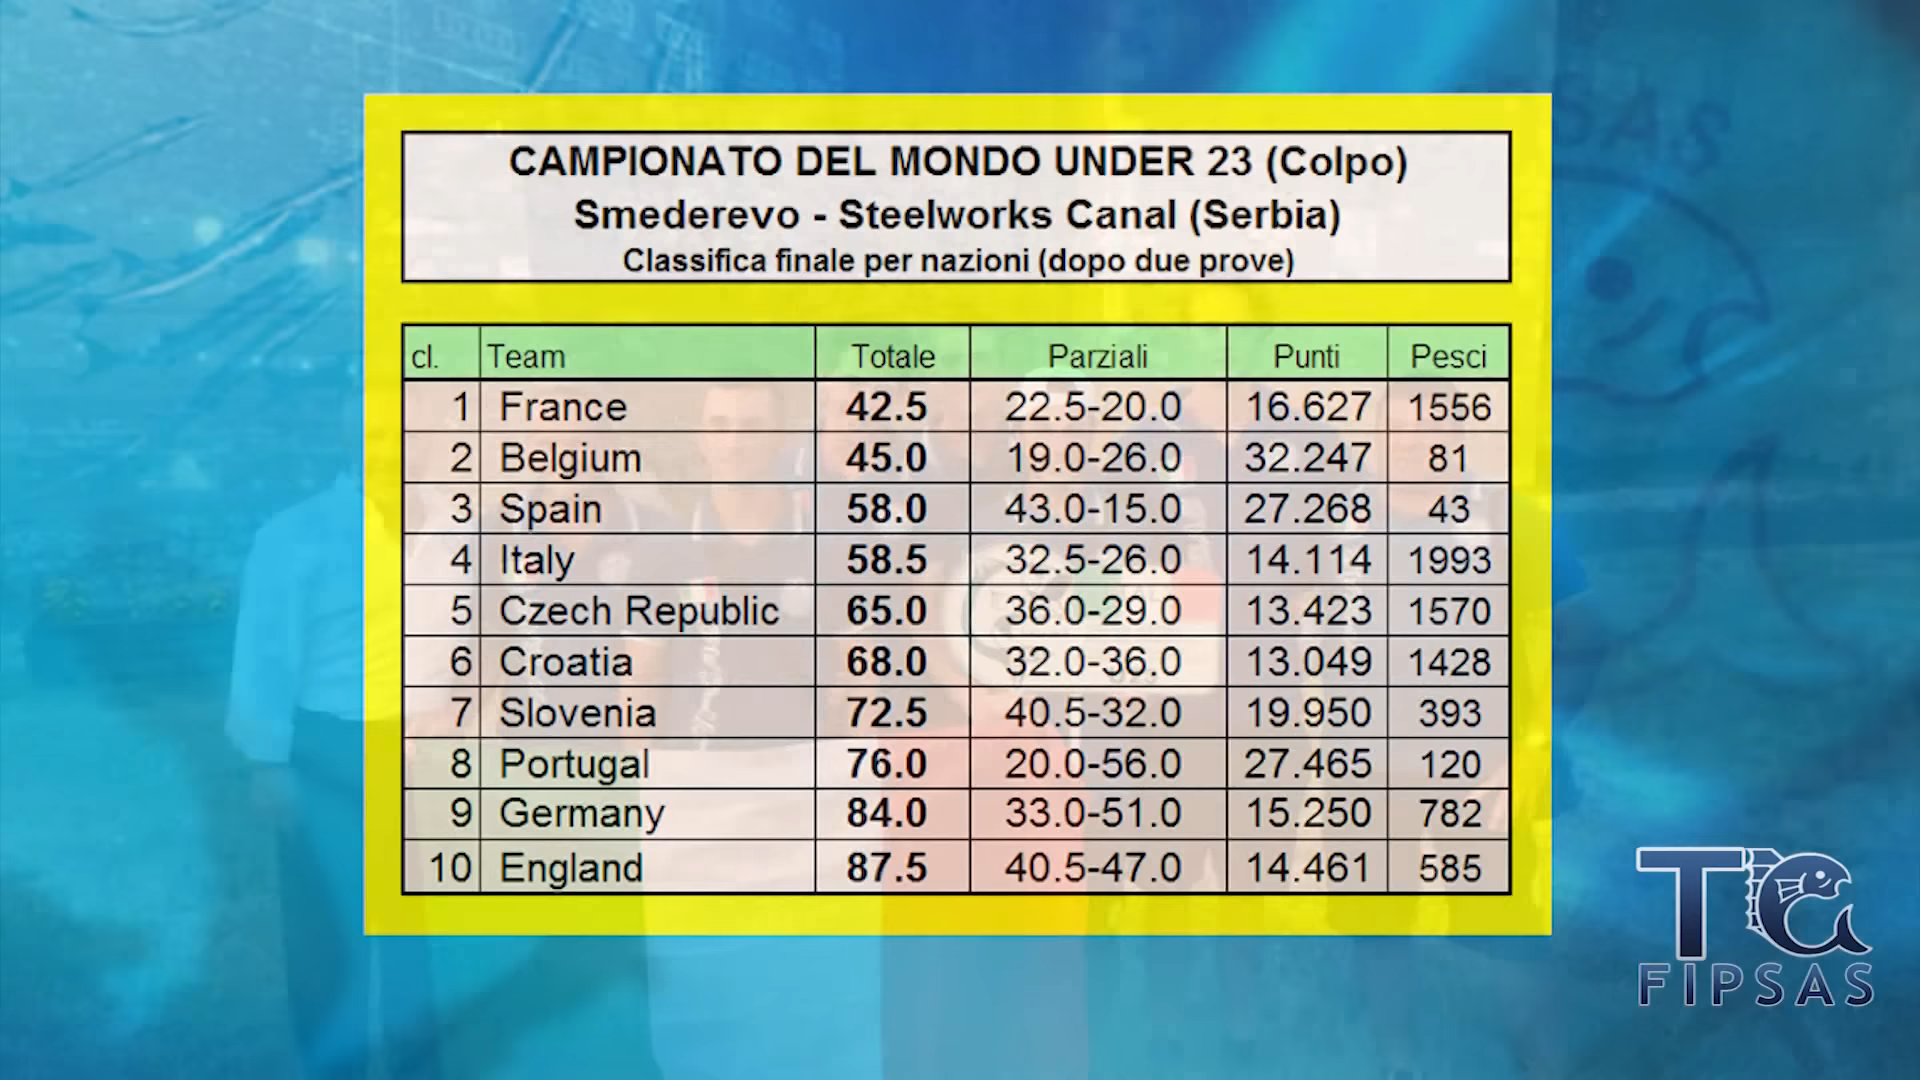 CAMPIONATO DEL MONDO UNDER 23 (Colpo)
Smederevo - Steelworks Canal (Serbia)
Classifica finale per nazioni (dopo due prove)
cl. Team Totale Parziali Punti Pesci
1 France 42.5 22.5-20.0 16.627 1556
2 Belgium 45.0 19.0-26.0 32.247 81
3 Spain 58.0 43.0-15.0 27.268 43
4 Italy 58.5 32.5-26.0 14.114 1993
5 Czech Republic 65.0 36.0-29.0 13.423 1570
6 Croatia 68.0 32.0-36.0 13.049 1428
7 Slovenia 72.5 40.5-32.0 19.950 393
8 Portugal 76.0 20.0-56.0 27.465 120
9 Germany 84.0 33.0-51.0 15.250 782
10 England 87.5 40.5-47.0 14.461 585
TG
FIPSAS